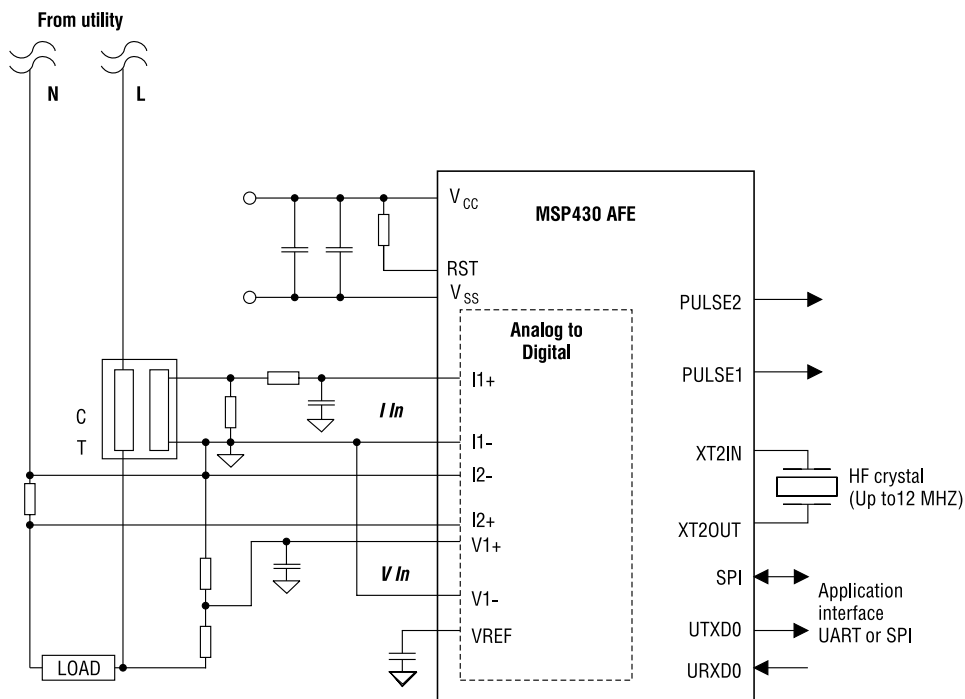 From utility
N
L
V CC
MSP430 AFE
RST
V SS
PULSE2
Analog to
Digital
PULSE1
I1+
I In
C
T
I1-
XT2IN
I2-
HF crystal
(Up to12 MHZ)
I2+
XT2OUT
V1+
V In
SPI
V1-
Application
interface
UART or SPI
UTXD0
VREF
LOAD
URXD0